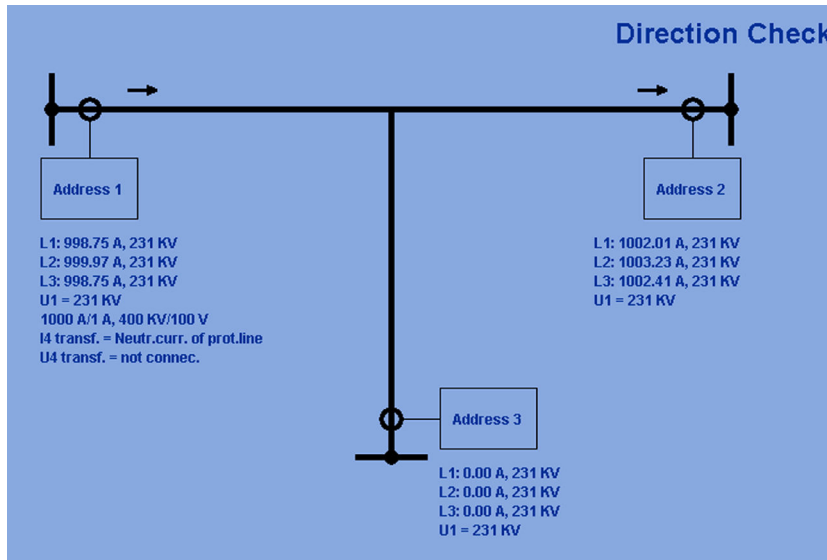 Direction Check
Address 1
Address 2
L1: 998.75 A, 231 KV
L2: 999.97 A, 231 KV
L3: 998.75 A, 231 KV
U1 = 231 KV
1000 A/1 A, 400 KV/100 V
I4 transf. = Neutr.curr. of prot.line
U4 transf. = not connec.
L1: 1002.01 A, 231 KV
L2: 1003.23 A, 231 KV
L3: 1002.41 A, 231 KV
U1 = 231 KV
Address 3
L1: 0.00 A, 231 KV
L2: 0.00 A, 231 KV
L3: 0.00 A, 231 KV
U1 = 231 KV